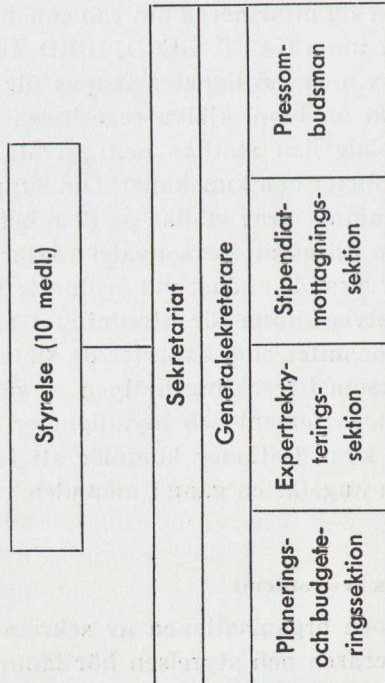 Styrelse (10 medl)
Sekretariat
Generalsekreterare
Planerings-
och budgete-
ringssektion
Expertrekry-
terings-
sektion
Stipendiat-
mottagnings-
sektion
Pressom-
budsman